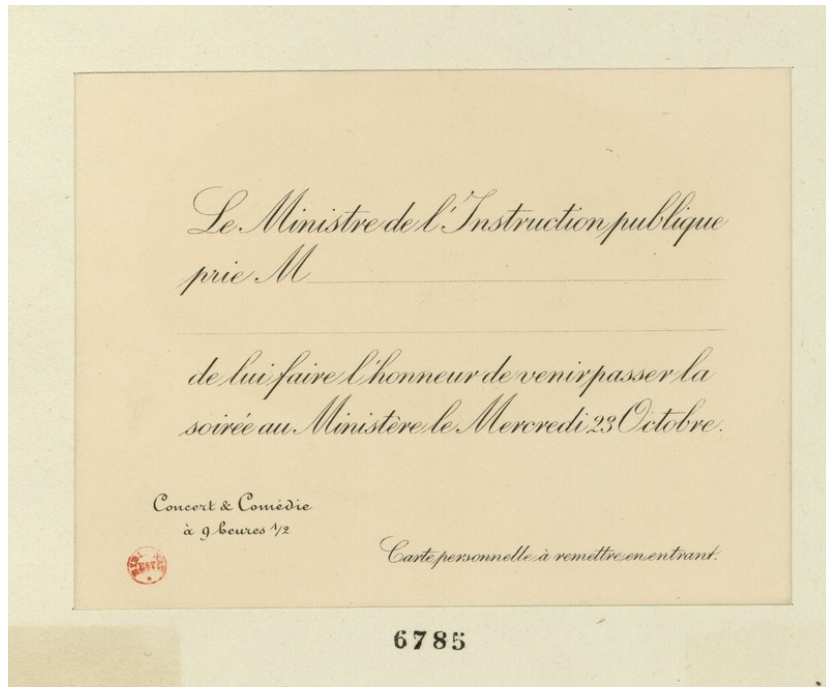 Le Ministre de l'Instruction publique
prie M
de lui faire l'honneur de venir passer la
soirée au Ministère le Mercredi 23 Octobre.
Concert & Comédie
à 9 heures 1/2
Carte personnelle à remettre en entrant.
6785